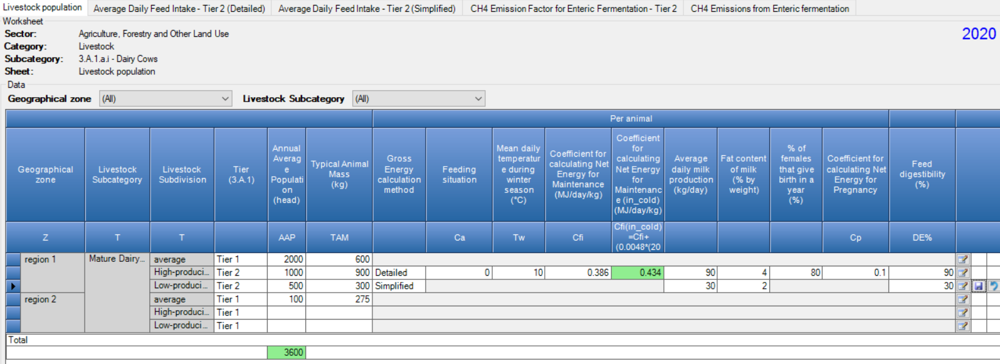 Livestock population Average Daily Feed Intake - Tier 2 (Detailed) Average Daily Feed Intake - Tier 2 (Simplified) CH4 Emission Factor for Enteric Fermentation - Tier 2 CH4 Emissions from Enteric fermentation
Worksheet
Sector: Agriculture, Forestry and Other Land Use
2020
Category: Livestock
Subcategory: 3.A.1.a.i - Dairy Cows
Sheet: Livestock population
Data
Geographical zone (All) Livestock Subcategory (All)
Per animal
Geographical
zone
Livestock
Subcategory
Livestock
Subdivision
Tier
(3.A.1)
Annual
Averag
e
Populati
on
(head)
Typical Animal
Mass
(kg)
Gross
Energy
calculation
method
Feeding
situation
Mean daily
temperatur
e during
winter
season
(°C)
Coefficient for
calculating Net
Energy for
Maintenance
(MJ/day/kg)
Coefficient
for
calculating
Net Energy
for
Maintenanc
e (in_cold)
(MJ/day/kg)
Average
daily milk
production
(kg/day)
Fat content
of milk
(% by
weight)
% of
females
that give
birth in a
year
(%)
Coefficient for
calculating Net
Energy for
Pregnancy
Feed
digestibility
(%)
Z T T AAP TAM Ca Tw Cfi
Cfi(in_cold)
=Cfi+
(0.0048*(20
Cp DE%
region 1 Mature Dairy... average Tier 1 2000 600
High-produci... Tier 2 1000 900 Detailed 0 10 0.386 0.434 90 4 80 0.1 90
Low-produci... Tier 2 500 300 Simplified 30 2 30
region 2 average Tier 1 100 275
High-produci... Tier 1
Low-produci... Tier 1
Total
3600